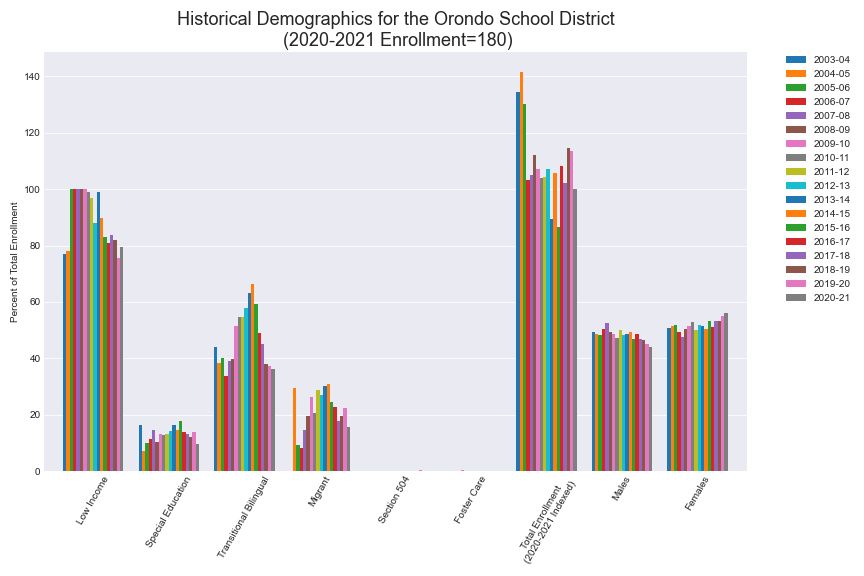 Historical Demographics for the Orondo School District
(2020-2021 Enrollment=180)
Percent of Total Enrollment
140
120
100
80
60
40
20
0
Low Income
Special Education
Transitional Bilingual
Migrant
Section 504
Foster Care
Total Enrollment
(2020-2021 Indexed)
Males
Females
2003-04
2004-05
2005-06
2006-07
2007-08
2008-09
2009-10
2010-11
2011-12
2012-13
2013-14
2014-15
2015-16
2016-17
2017-18
2018-19
2019-20
2020-21